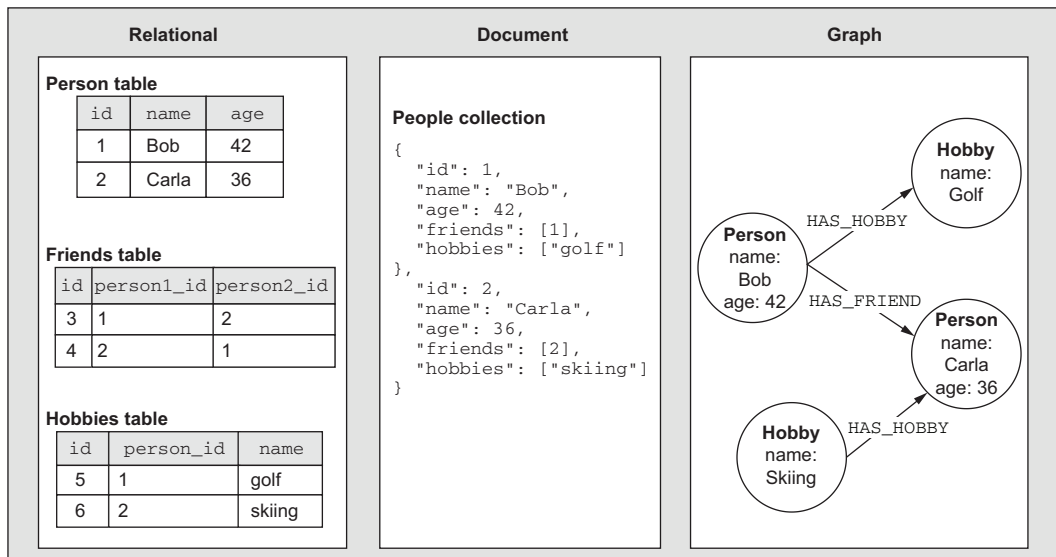 Relational
Person table
id name age
1 Bob 42
2 Carla 36
Friends table
id person1_id person2_id
3 1 2
4 2 1
Hobbies table
id person_id name
5 1 golf
6 2 skiing
Document
People collection
{
"id": 1,
"name": "Bob",
"age": 42,
"friends": [1],
"hobbies": ["golf"]
},
"id": 2,
"name": "Carla",
"age": 36,
"friends": [2],
"hobbies": ["skiing"]
}
Graph
Hobby
name:
Golf
HAS_HOBBY
Person
name:
Bob
age: 42
HAS_FRIEND
Person
name:
Carla
age: 36
HAS_HOBBY
Hobby
name:
Skiing